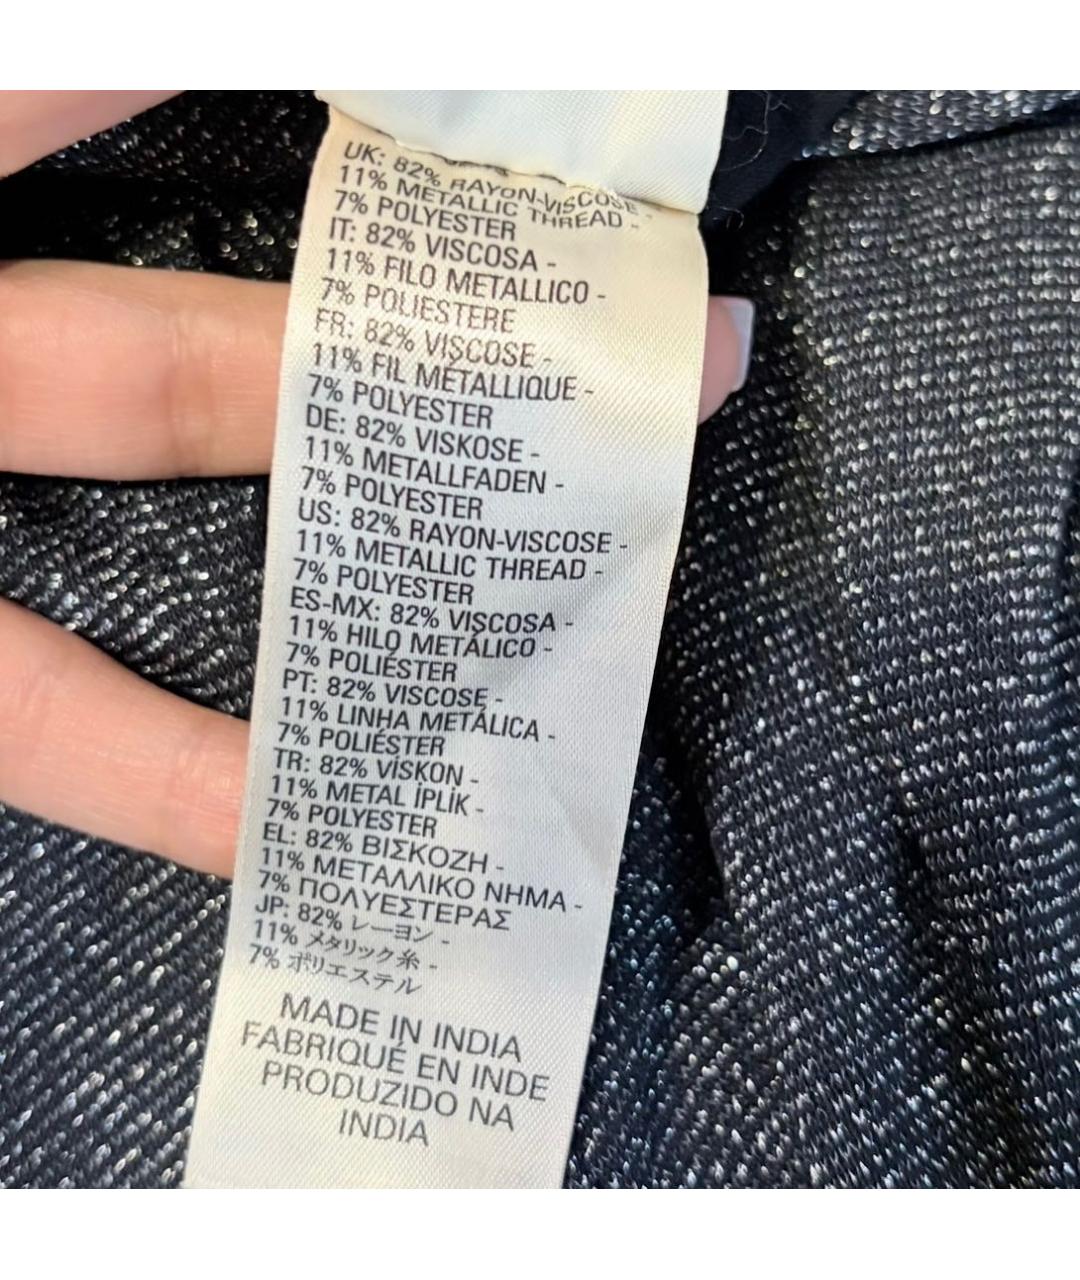 UK: 82% RAYON-VISCOSE -
11% METALLIC THREAD -
7% POLYESTER
IT: 82% VISCOSA -
11% FILO METALLICO -
7% POLIESTERE
FR: 82% VISCOSE -
11% FIL MÉTALLIQUE -
7% POLYESTER
DE: 82% VISKOSE -
11% METALLFADEN -
7% POLYESTER
US: 82% RAYON-VISCOSE -
11% METALLIC THREAD -
7% POLYESTER
ES-MX: 82% VISCOSA -
11% HILO METÁLICO -
7% POLIÉSTER
PT: 82% VISCOSE -
11% LINHA METÁLICA -
7% POLIÉSTER
TR: 82% VİSKON -
11% METAL İPLİK -
7% POLYESTER
EL: 82% ΒΙΣΚΟΖΗ -
11% ΜΕΤΑΛΛΙΚΟ ΝΗΜΑ -
7% ΠΟΛΥΕΣΤΕΡΑΣ
JP: 82% レーヨン -
11% メタリック糸 -
7% ポリエステル
MADE IN INDIA
FABRIQUÉ EN INDE
PRODUZIDO NA
INDIA